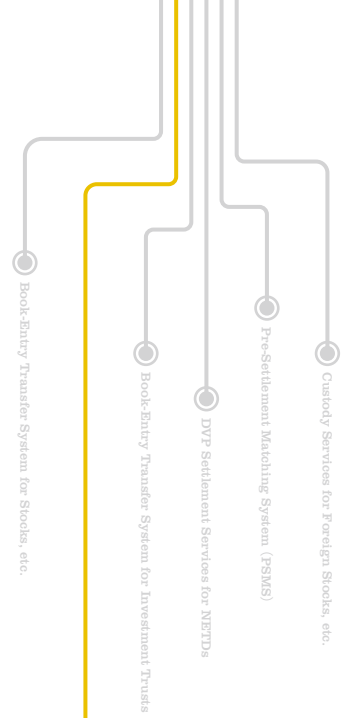 Book-Entry Transfer System for Stocks, etc.
Book-Entry Transfer System for Investment Trusts
DVP Settlement Services for NETDs
Pre-Settlement Matching System (PSMS)
Custody Services for Foreign Stocks, etc.